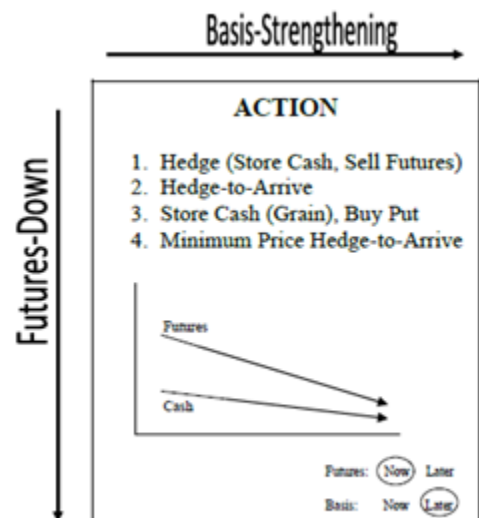 Basis-Strengthening
Futures-Down
ACTION
1. Hedge (Store Cash, Sell Futures)
2. Hedge-to-Arrive
3. Store Cash (Grain), Buy Put
4. Minimum Price Hedge-to-Arrive
Futures
Cash
Futures: Now Later
Basis: Now Later